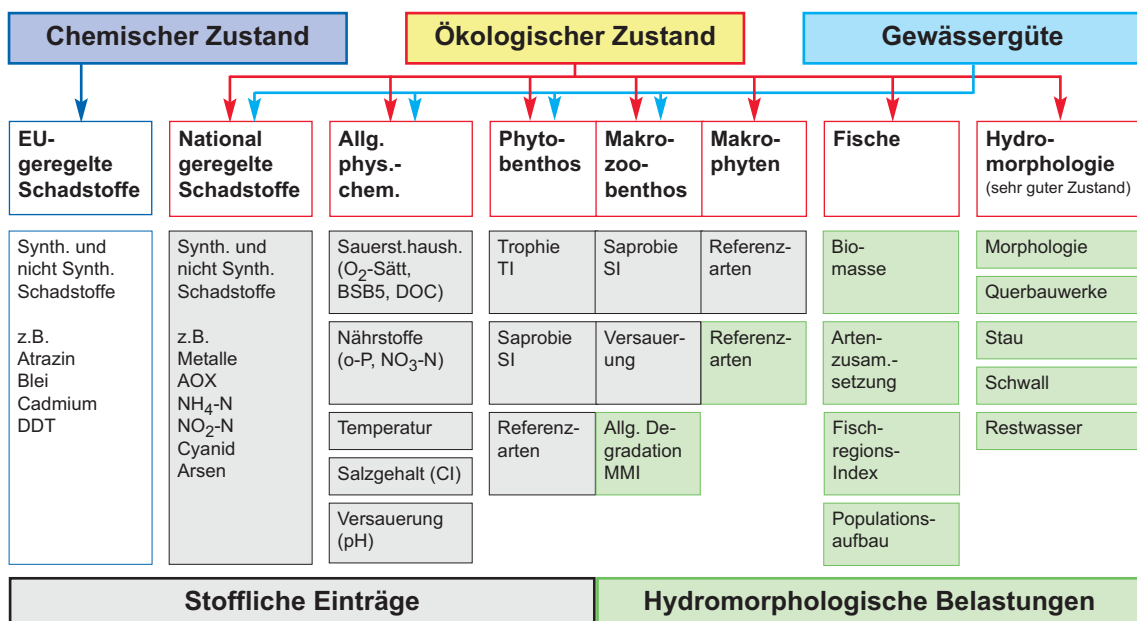 Chemischer Zustand
Ökologischer Zustand
Gewässergüte
EU-
geregelte
Schadstoffe
National
geregelte
Schadstoffe
Allg.
phys.-
chem.
Phyto-
benthos
Makro-
zoo-
benthos
Makro-
phyten
Fische
Hydro-
morphologie
(sehr guter Zustand)
Synth. und
nicht Synth.
Schadstoffe
z.B.
Atrazin
Blei
Cadmium
DDT
Synth. und
nicht Synth.
Schadstoffe
z.B.
Metalle
AOX
NH₄-N
NO₂-N
Cyanid
Arsen
Sauerst.haush.
(O₂-Sätt,
BSB5, DOC)
Nährstoffe
(o-P, NO₃-N)
Temperatur
Salzgehalt (CI)
Versauerung
(pH)
Trophie
TI
Saprobie
SI
Referenz-
arten
Saprobie
SI
Versauer-
ung
Allg. De-
gradation
MMI
Referenz-
arten
Referenz-
arten
Bio-
masse
Arten-
zusam.-
setzung
Fisch-
regions-
Index
Populations-
aufbau
Morphologie
Querbauwerke
Stau
Schwall
Restwasser
Stoffliche Einträge
Hydromorphologische Belastungen